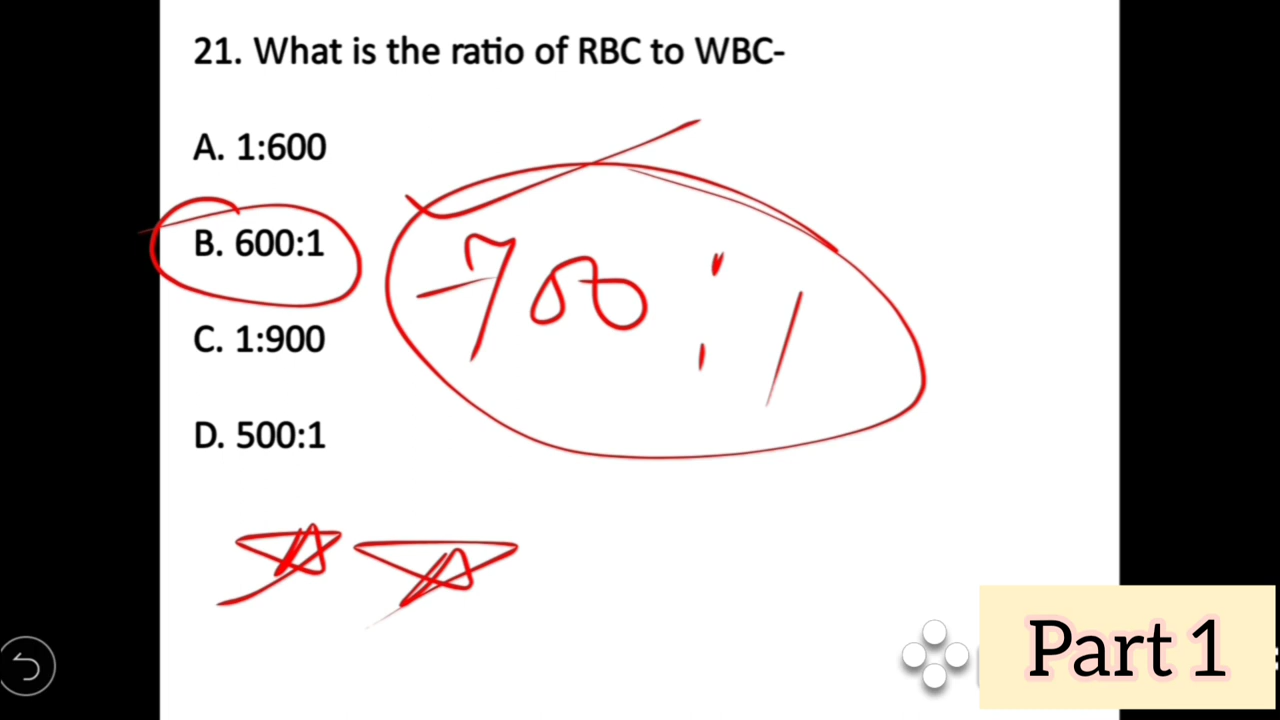 21. What is the ratio of RBC to WBC-
A. 1:600
B. 600:1
700 : 1
C. 1:900
D. 500:1
Part 1